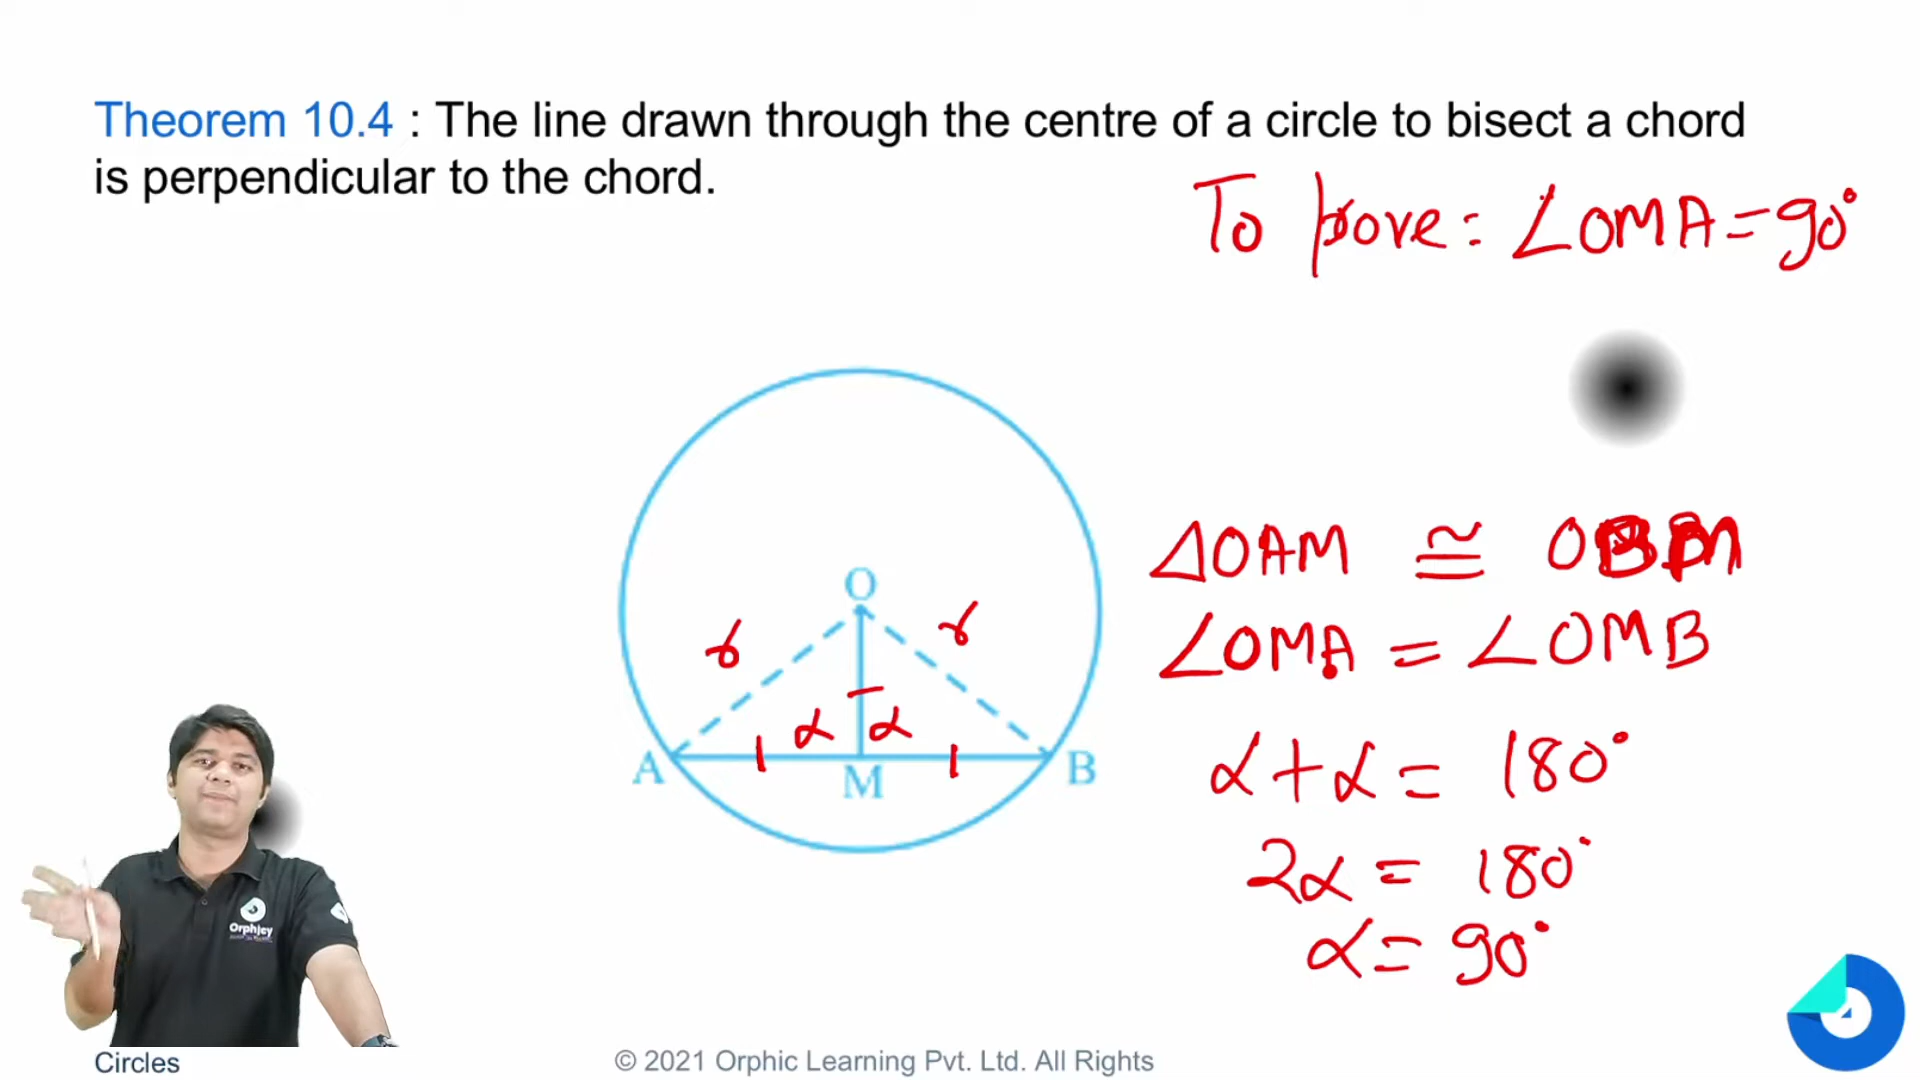 Theorem 10.4 : The line drawn through the centre of a circle to bisect a chord
is perpendicular to the chord.
To prove: ∠OMA=90°
O
r
r
α
α
A
M
B
△OAM ≅ OBM
∠OMA = ∠OMB
α+α = 180°
2α = 180°
α = 90°
Orphjoy
Circles
© 2021 Orphic Learning Pvt. Ltd. All Rights